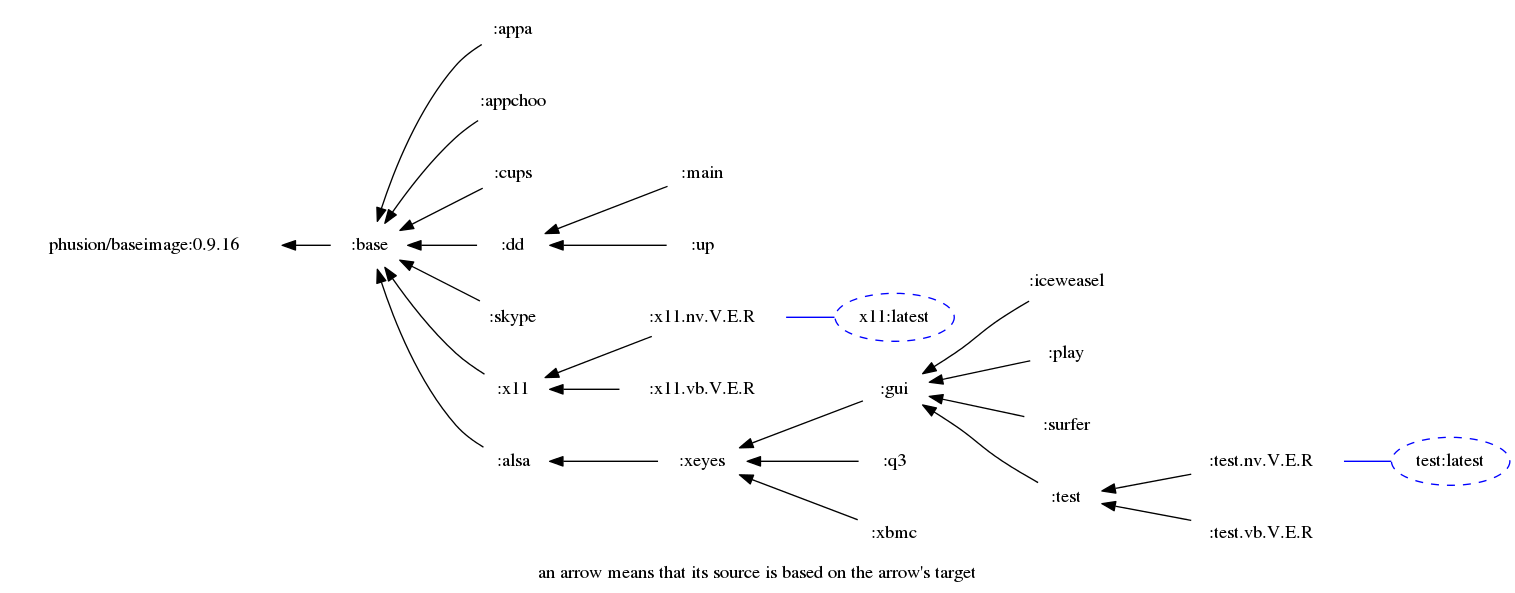 :appa
:appchoo
:cups
:main
phusion/baseimage:0.9.16
:base
:dd
:up
:iceweasel
:skype
:x11.nv.V.E.R
x11:latest
:play
:x11
:x11.vb.V.E.R
:gui
:surfer
:alsa
:xeyes
:q3
:test.nv.V.E.R
test:latest
:test
:xbmc
:test.vb.V.E.R
an arrow means that its source is based on the arrow's target